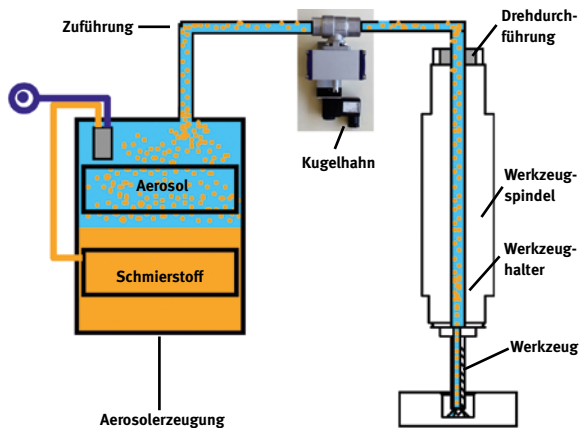 Zuführung
Drehdurch-
führung
Kugelhahn
Aerosol
Werkzeug-
spindel
Schmierstoff
Werkzeug-
halter
Werkzeug
Aerosolerzeugung